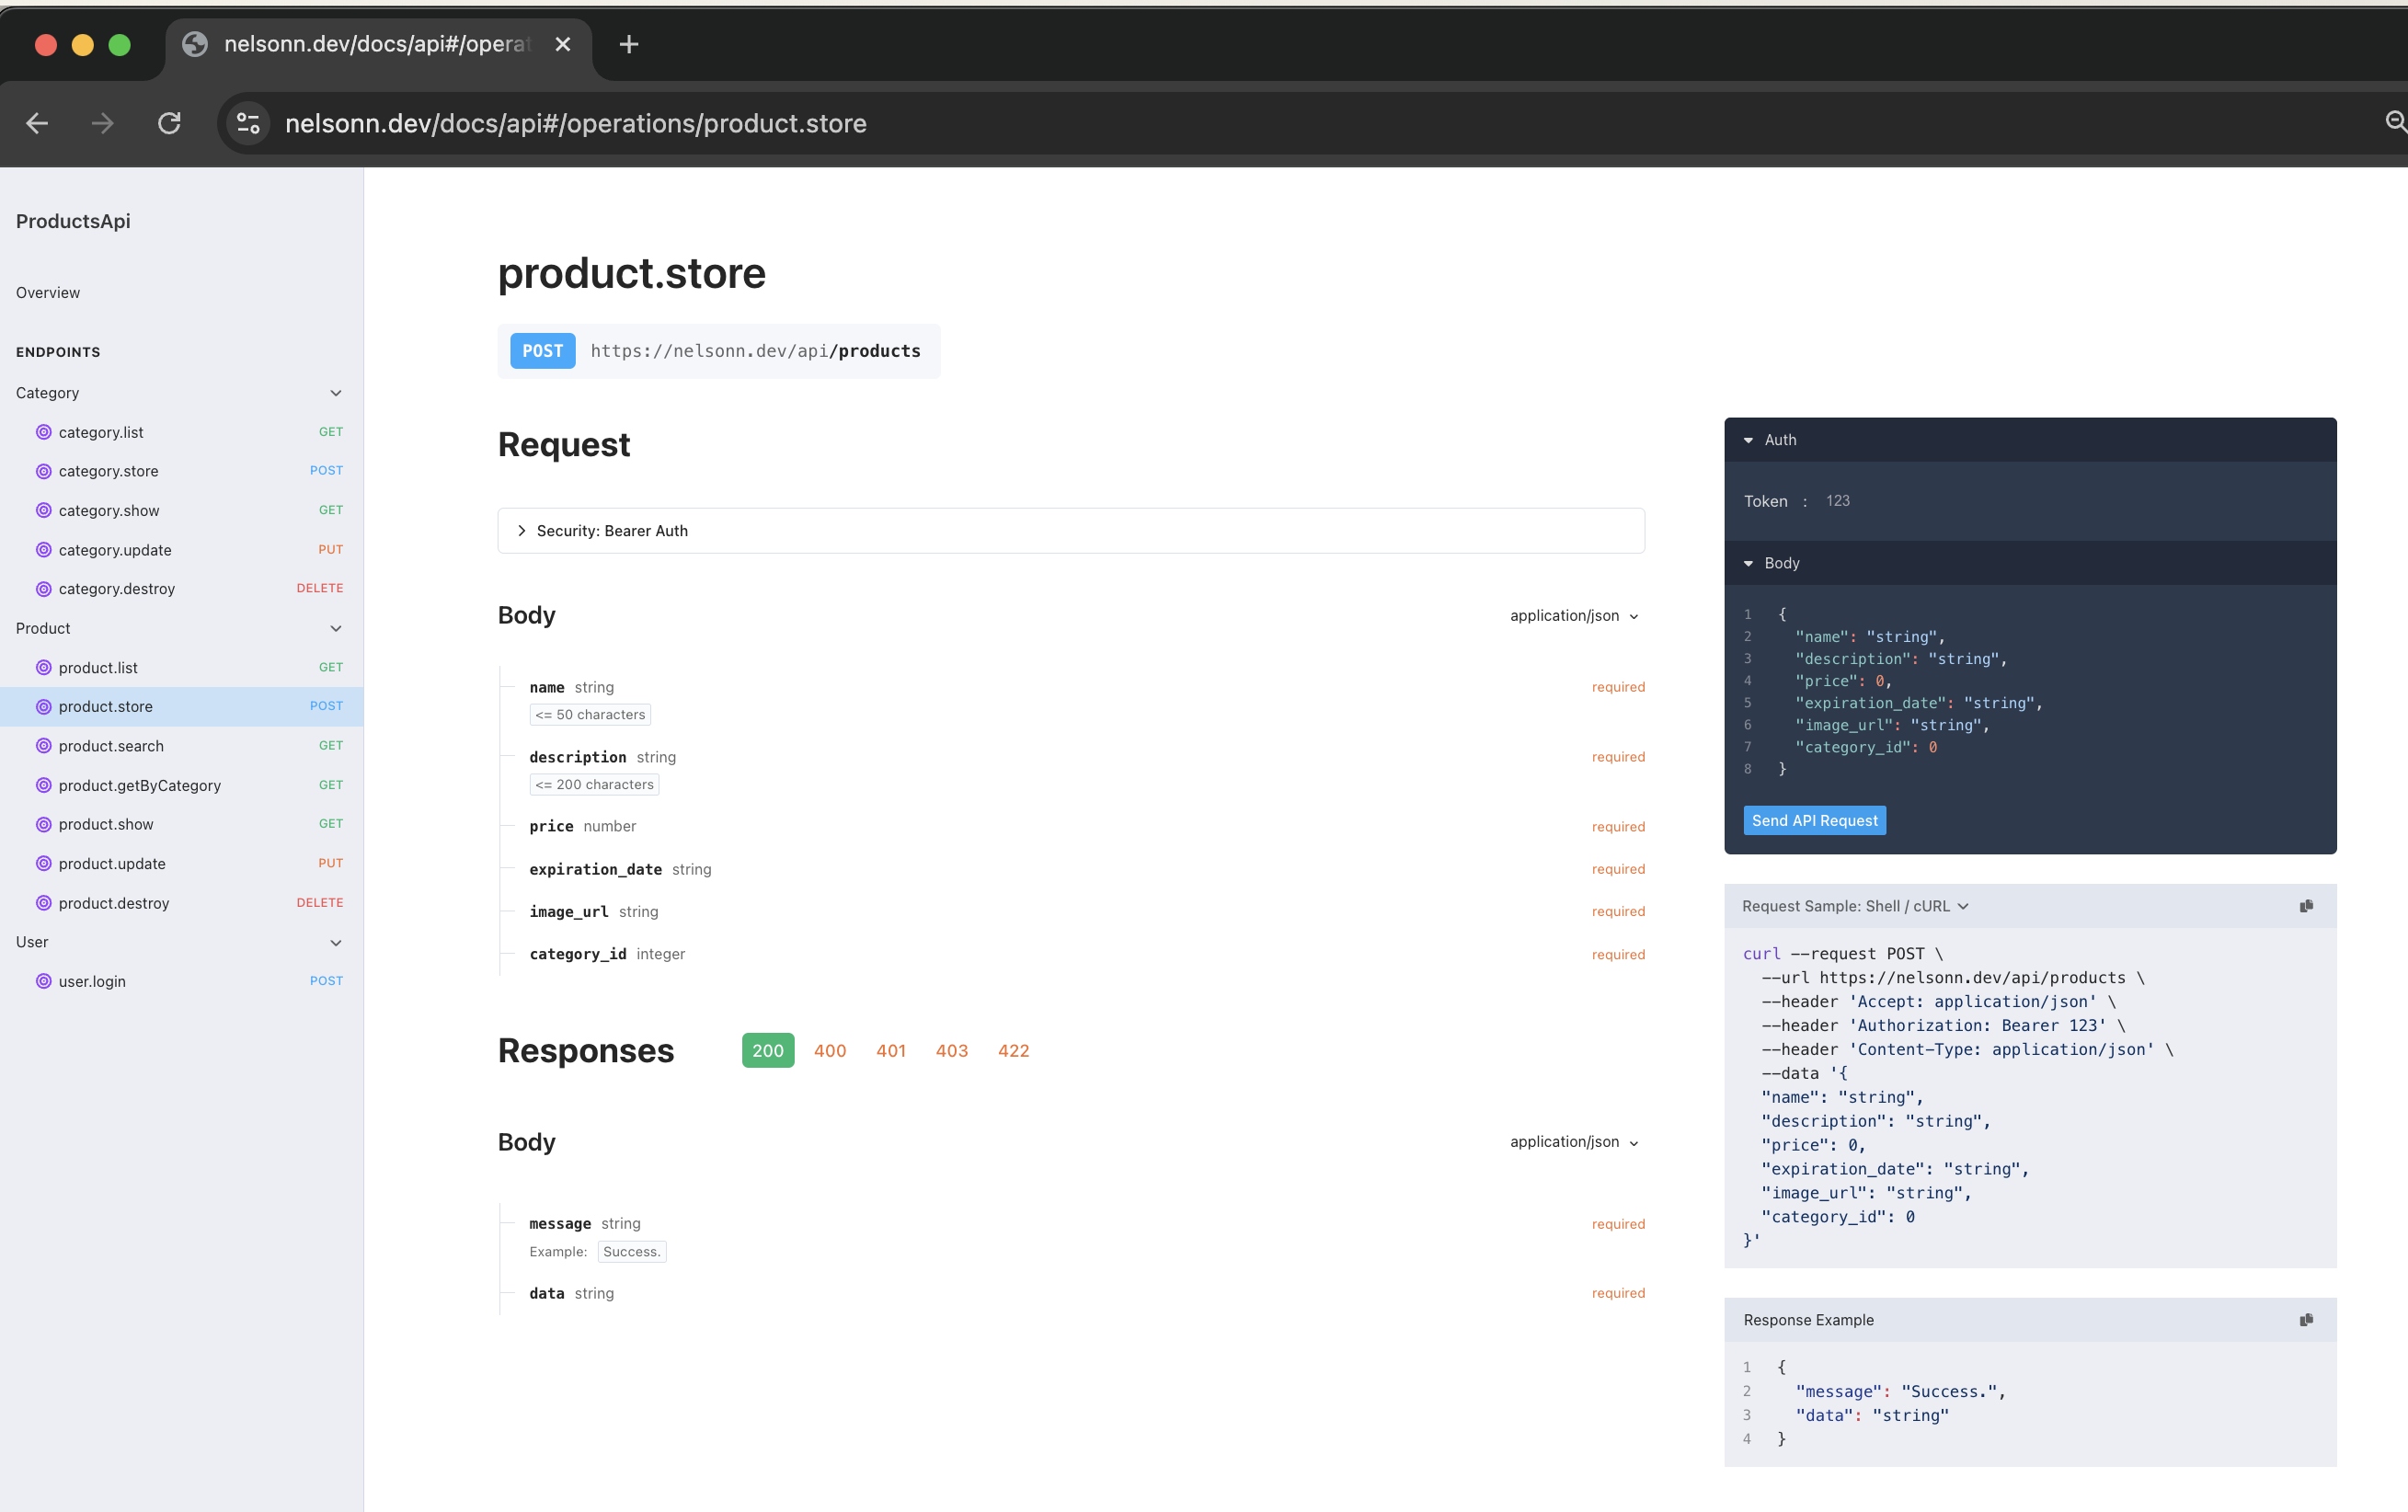 nelsonn.dev/docs/api#/operat
nelsonn.dev/docs/api#/operations/product.store
ProductsApi
Overview
ENDPOINTS
Category
category.list GET
category.store POST
category.show GET
category.update PUT
category.destroy DELETE
Product
product.list GET
product.store POST
product.search GET
product.getByCategory GET
product.show GET
product.update PUT
product.destroy DELETE
User
user.login POST
product.store
POST https://nelsonn.dev/api/products
Request
Security: Bearer Auth
Body application/json
name string required
<= 50 characters
description string required
<= 200 characters
price number required
expiration_date string required
image_url string required
category_id integer required
Responses 200 400 401 403 422
Body application/json
message string required
Example: Success.
data string required
Auth
Token : 123
Body
1 {
2 "name": "string",
3 "description": "string",
4 "price": 0,
5 "expiration_date": "string",
6 "image_url": "string",
7 "category_id": 0
8 }
Send API Request
Request Sample: Shell / cURL
curl --request POST \
--url https://nelsonn.dev/api/products \
--header 'Accept: application/json' \
--header 'Authorization: Bearer 123' \
--header 'Content-Type: application/json' \
--data '{
"name": "string",
"description": "string",
"price": 0,
"expiration_date": "string",
"image_url": "string",
"category_id": 0
}'
Response Example
1 {
2 "message": "Success.",
3 "data": "string"
4 }